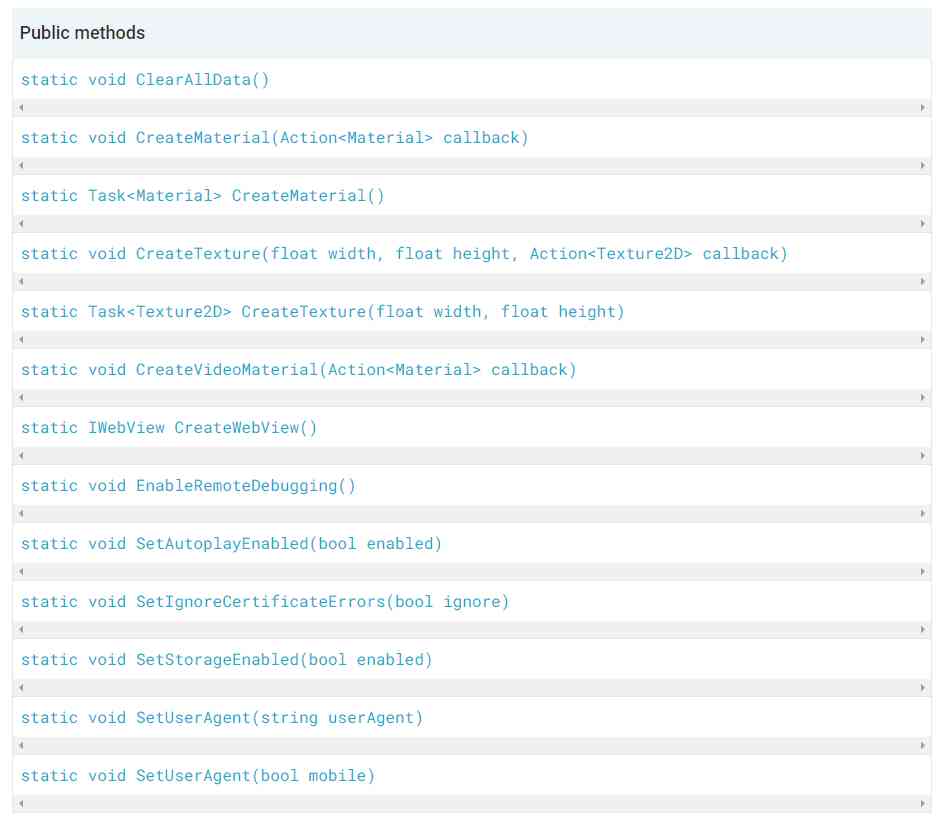 Public methods
static void ClearAllData()
static void CreateMaterial(Action<Material> callback)
static Task<Material> CreateMaterial()
static void CreateTexture(float width, float height, Action<Texture2D> callback)
static Task<Texture2D> CreateTexture(float width, float height)
static void CreateVideoMaterial(Action<Material> callback)
static IWebView CreateWebView()
static void EnableRemoteDebugging()
static void SetAutoplayEnabled(bool enabled)
static void SetIgnoreCertificateErrors(bool ignore)
static void SetStorageEnabled(bool enabled)
static void SetUserAgent(string userAgent)
static void SetUserAgent(bool mobile)